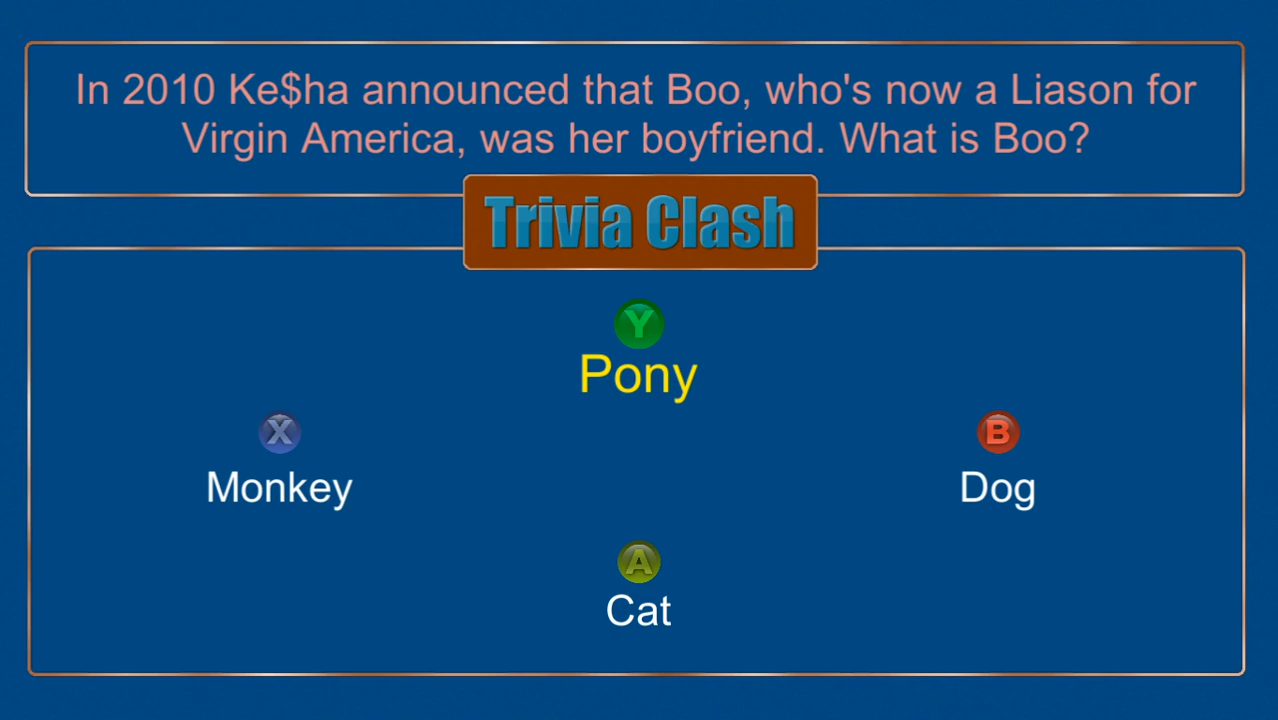 In 2010 Ke$ha announced that Boo, who's now a Liason for
Virgin America, was her boyfriend. What is Boo?
Trivia Clash
Y
Pony
X
B
Monkey
Dog
A
Cat